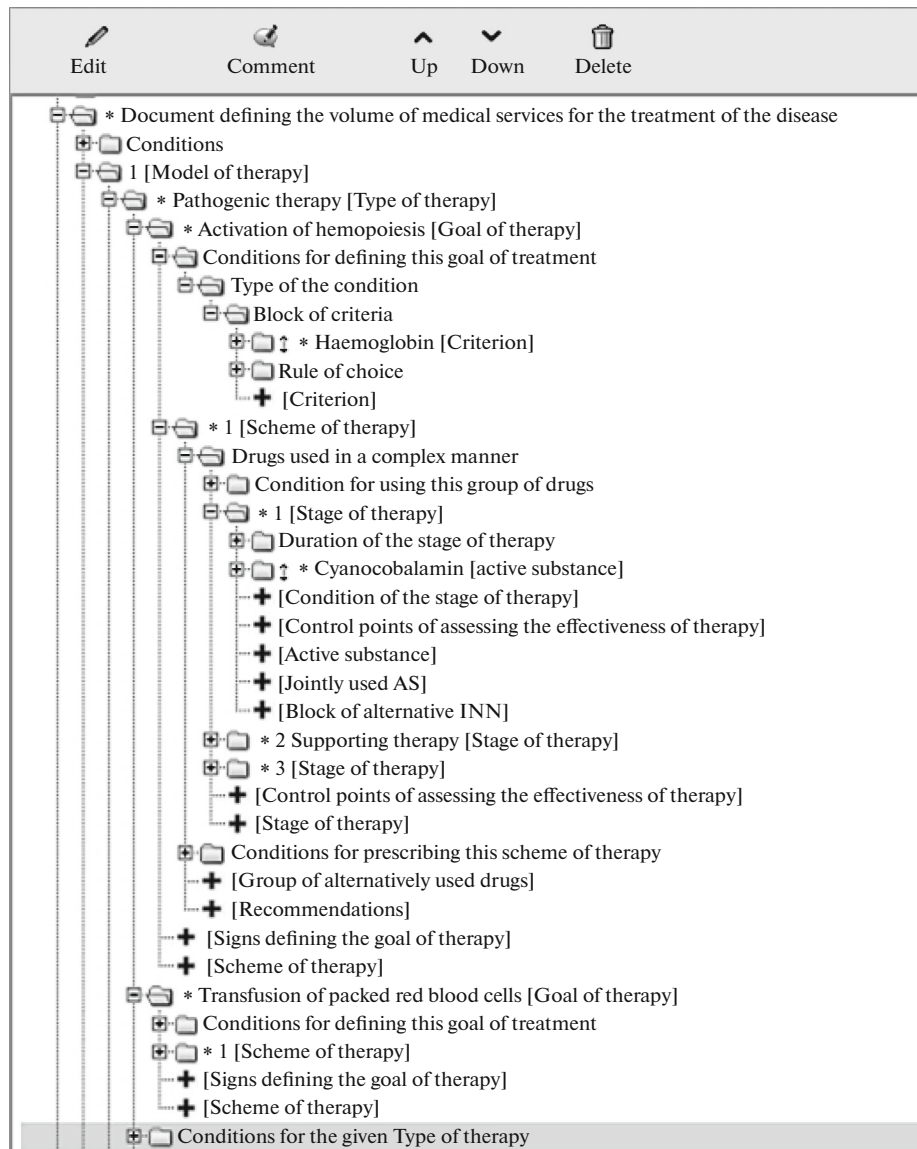 Edit Comment Up Down Delete
* Document defining the volume of medical services for the treatment of the disease
Conditions
1 [Model of therapy]
* Pathogenic therapy [Type of therapy]
* Activation of hemopoiesis [Goal of therapy]
Conditions for defining this goal of treatment
Type of the condition
Block of criteria
* Haemoglobin [Criterion]
Rule of choice
[Criterion]
* 1 [Scheme of therapy]
Drugs used in a complex manner
Condition for using this group of drugs
* 1 [Stage of therapy]
Duration of the stage of therapy
* Cyanocobalamin [active substance]
[Condition of the stage of therapy]
[Control points of assessing the effectiveness of therapy]
[Active substance]
[Jointly used AS]
[Block of alternative INN]
* 2 Supporting therapy [Stage of therapy]
* 3 [Stage of therapy]
[Control points of assessing the effectiveness of therapy]
[Stage of therapy]
Conditions for prescribing this scheme of therapy
[Group of alternatively used drugs]
[Recommendations]
[Signs defining the goal of therapy]
[Scheme of therapy]
* Transfusion of packed red blood cells [Goal of therapy]
Conditions for defining this goal of treatment
* 1 [Scheme of therapy]
[Signs defining the goal of therapy]
[Scheme of therapy]
Conditions for the given Type of therapy